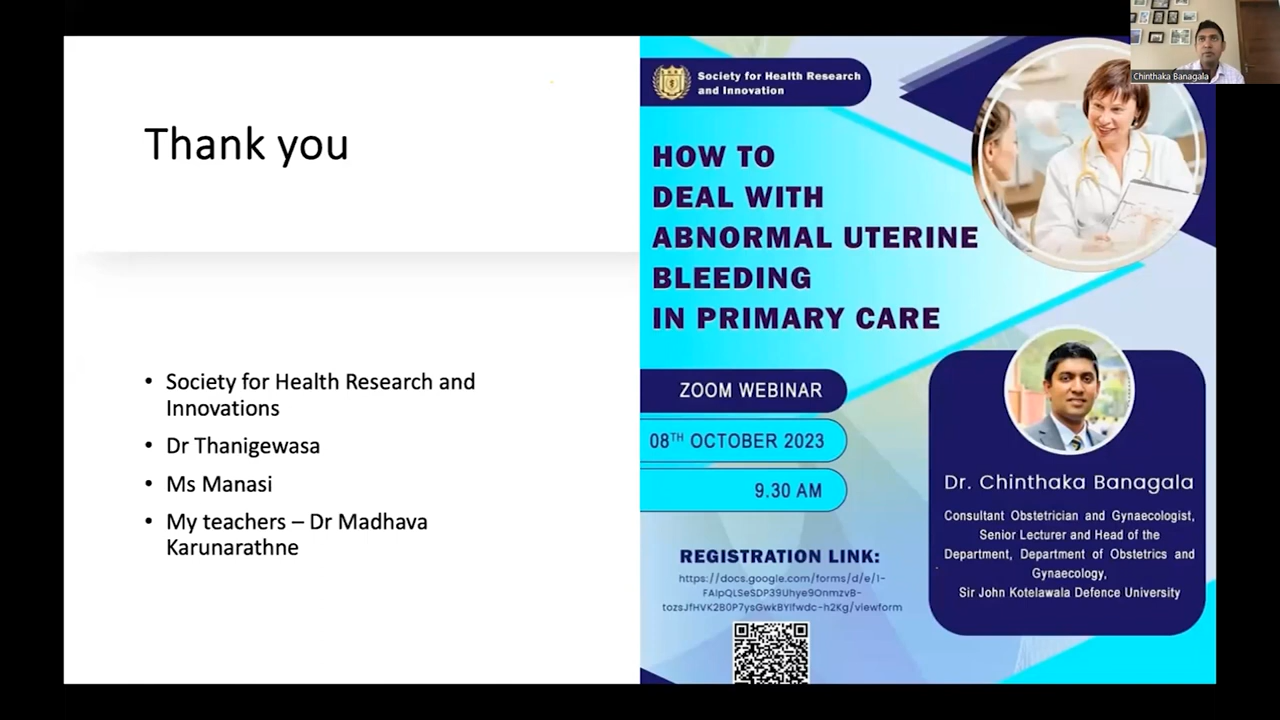 Thank you
• Society for Health Research and
Innovations
• Dr Thanigewasa
• Ms Manasi
• My teachers – Dr Madhava
Karunarathne
Society for Health Research
and Innovation
HOW TO
DEAL WITH
ABNORMAL UTERINE
BLEEDING
IN PRIMARY CARE
ZOOM WEBINAR
08TH OCTOBER 2023
9.30 AM
REGISTRATION LINK:
https://docs.google.com/forms/d/e/1-
FAIpQLSeSDP39Uhye9OnmzvB-
tozsJfHVK2B0P7ysGwkBYIfwdc-h2Kg/viewform
Chinthaka Banagala
Dr. Chinthaka Banagala
Consultant Obstetrician and Gynaecologist,
Senior Lecturer and Head of the
Department, Department of Obstetrics and
Gynaecology,
Sir John Kotelawala Defence University